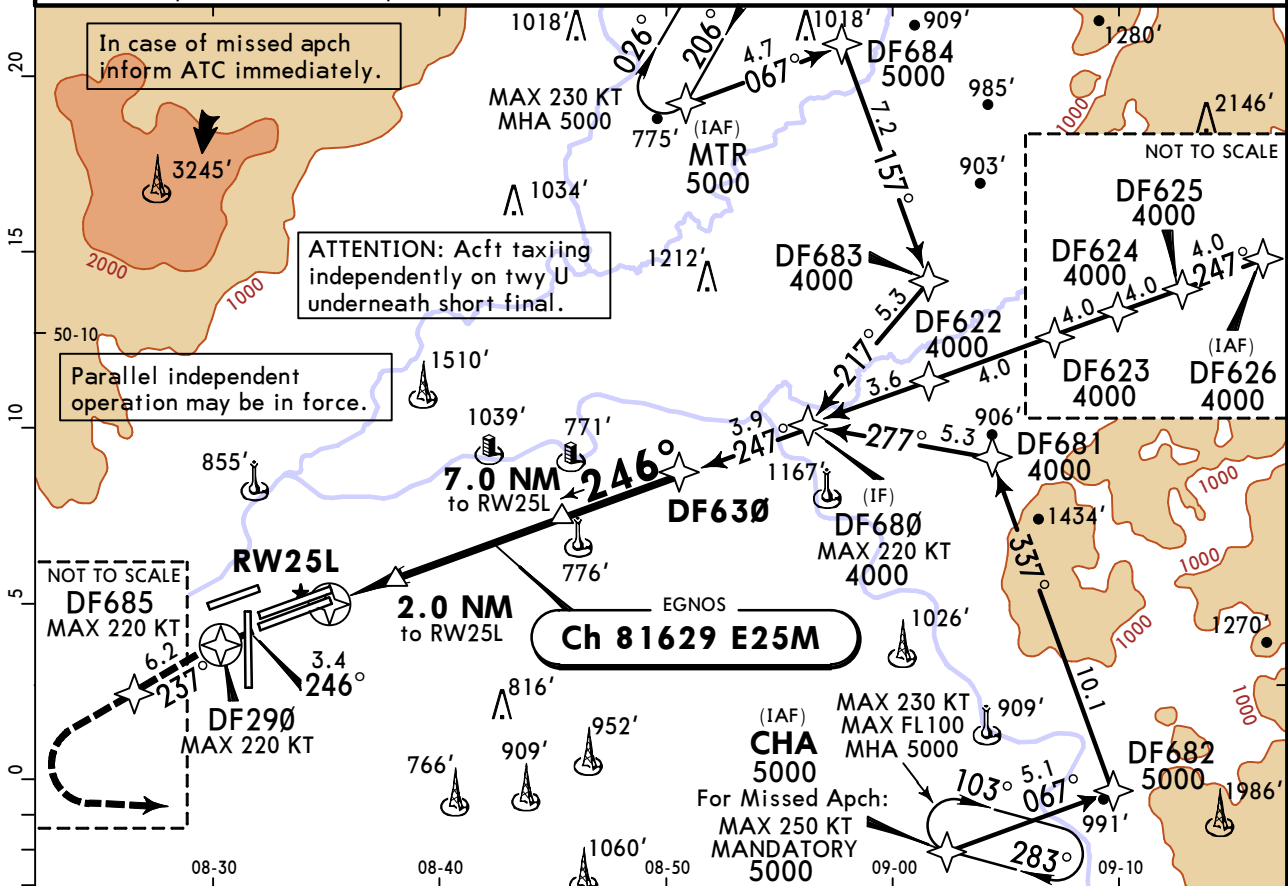 In case of missed apch
inform ATC immediately.
1018'
026°
206°
4.7
067°
1018'
909'
DF684
5000
1280'
20
MAX 230 KT
MHA 5000
775'
(IAF)
MTR
5000
7.2
157°
985'
1000
2146'
903'
NOT TO SCALE
3245'
1034'
DF625
4000
2000
1000
ATTENTION: Acft taxiing
independently on twy U
underneath short final.
15
1212'
DF683
4000
DF624
4000
4.0
247°
4.0
4.0
5.3
217°
DF622
4000
50-10
3.6
4.0
DF623
4000
(IAF)
DF626
4000
Parallel independent
operation may be in force.
1510'
10
1039'
771'
3.9
247°
277°
5.3
906'
DF681
4000
855'
7.0 NM
to RW25L
246°
1167'
DF630
(IF)
DF680
MAX 220 KT
4000
1434'
1000
337°
1000
776'
RW25L
NOT TO SCALE
DF685
MAX 220 KT
5
2.0 NM
to RW25L
EGNOS
Ch 81629 E25M
1026'
1000
1270'
6.2
237°
3.4
246°
DF290
MAX 220 KT
816'
10.1
1000
952'
909'
766'
(IAF)
CHA
5000
For Missed Apch:
MAX 250 KT
MANDATORY
5000
MAX 230 KT
MAX FL100
MHA 5000
909'
DF682
5000
103°
5.1
067°
991'
283°
1986'
0
1060'
08-30
08-40
08-50
09-00
09-10